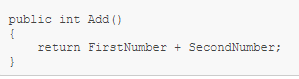 public int Add()
{
    return FirstNumber + SecondNumber;
}